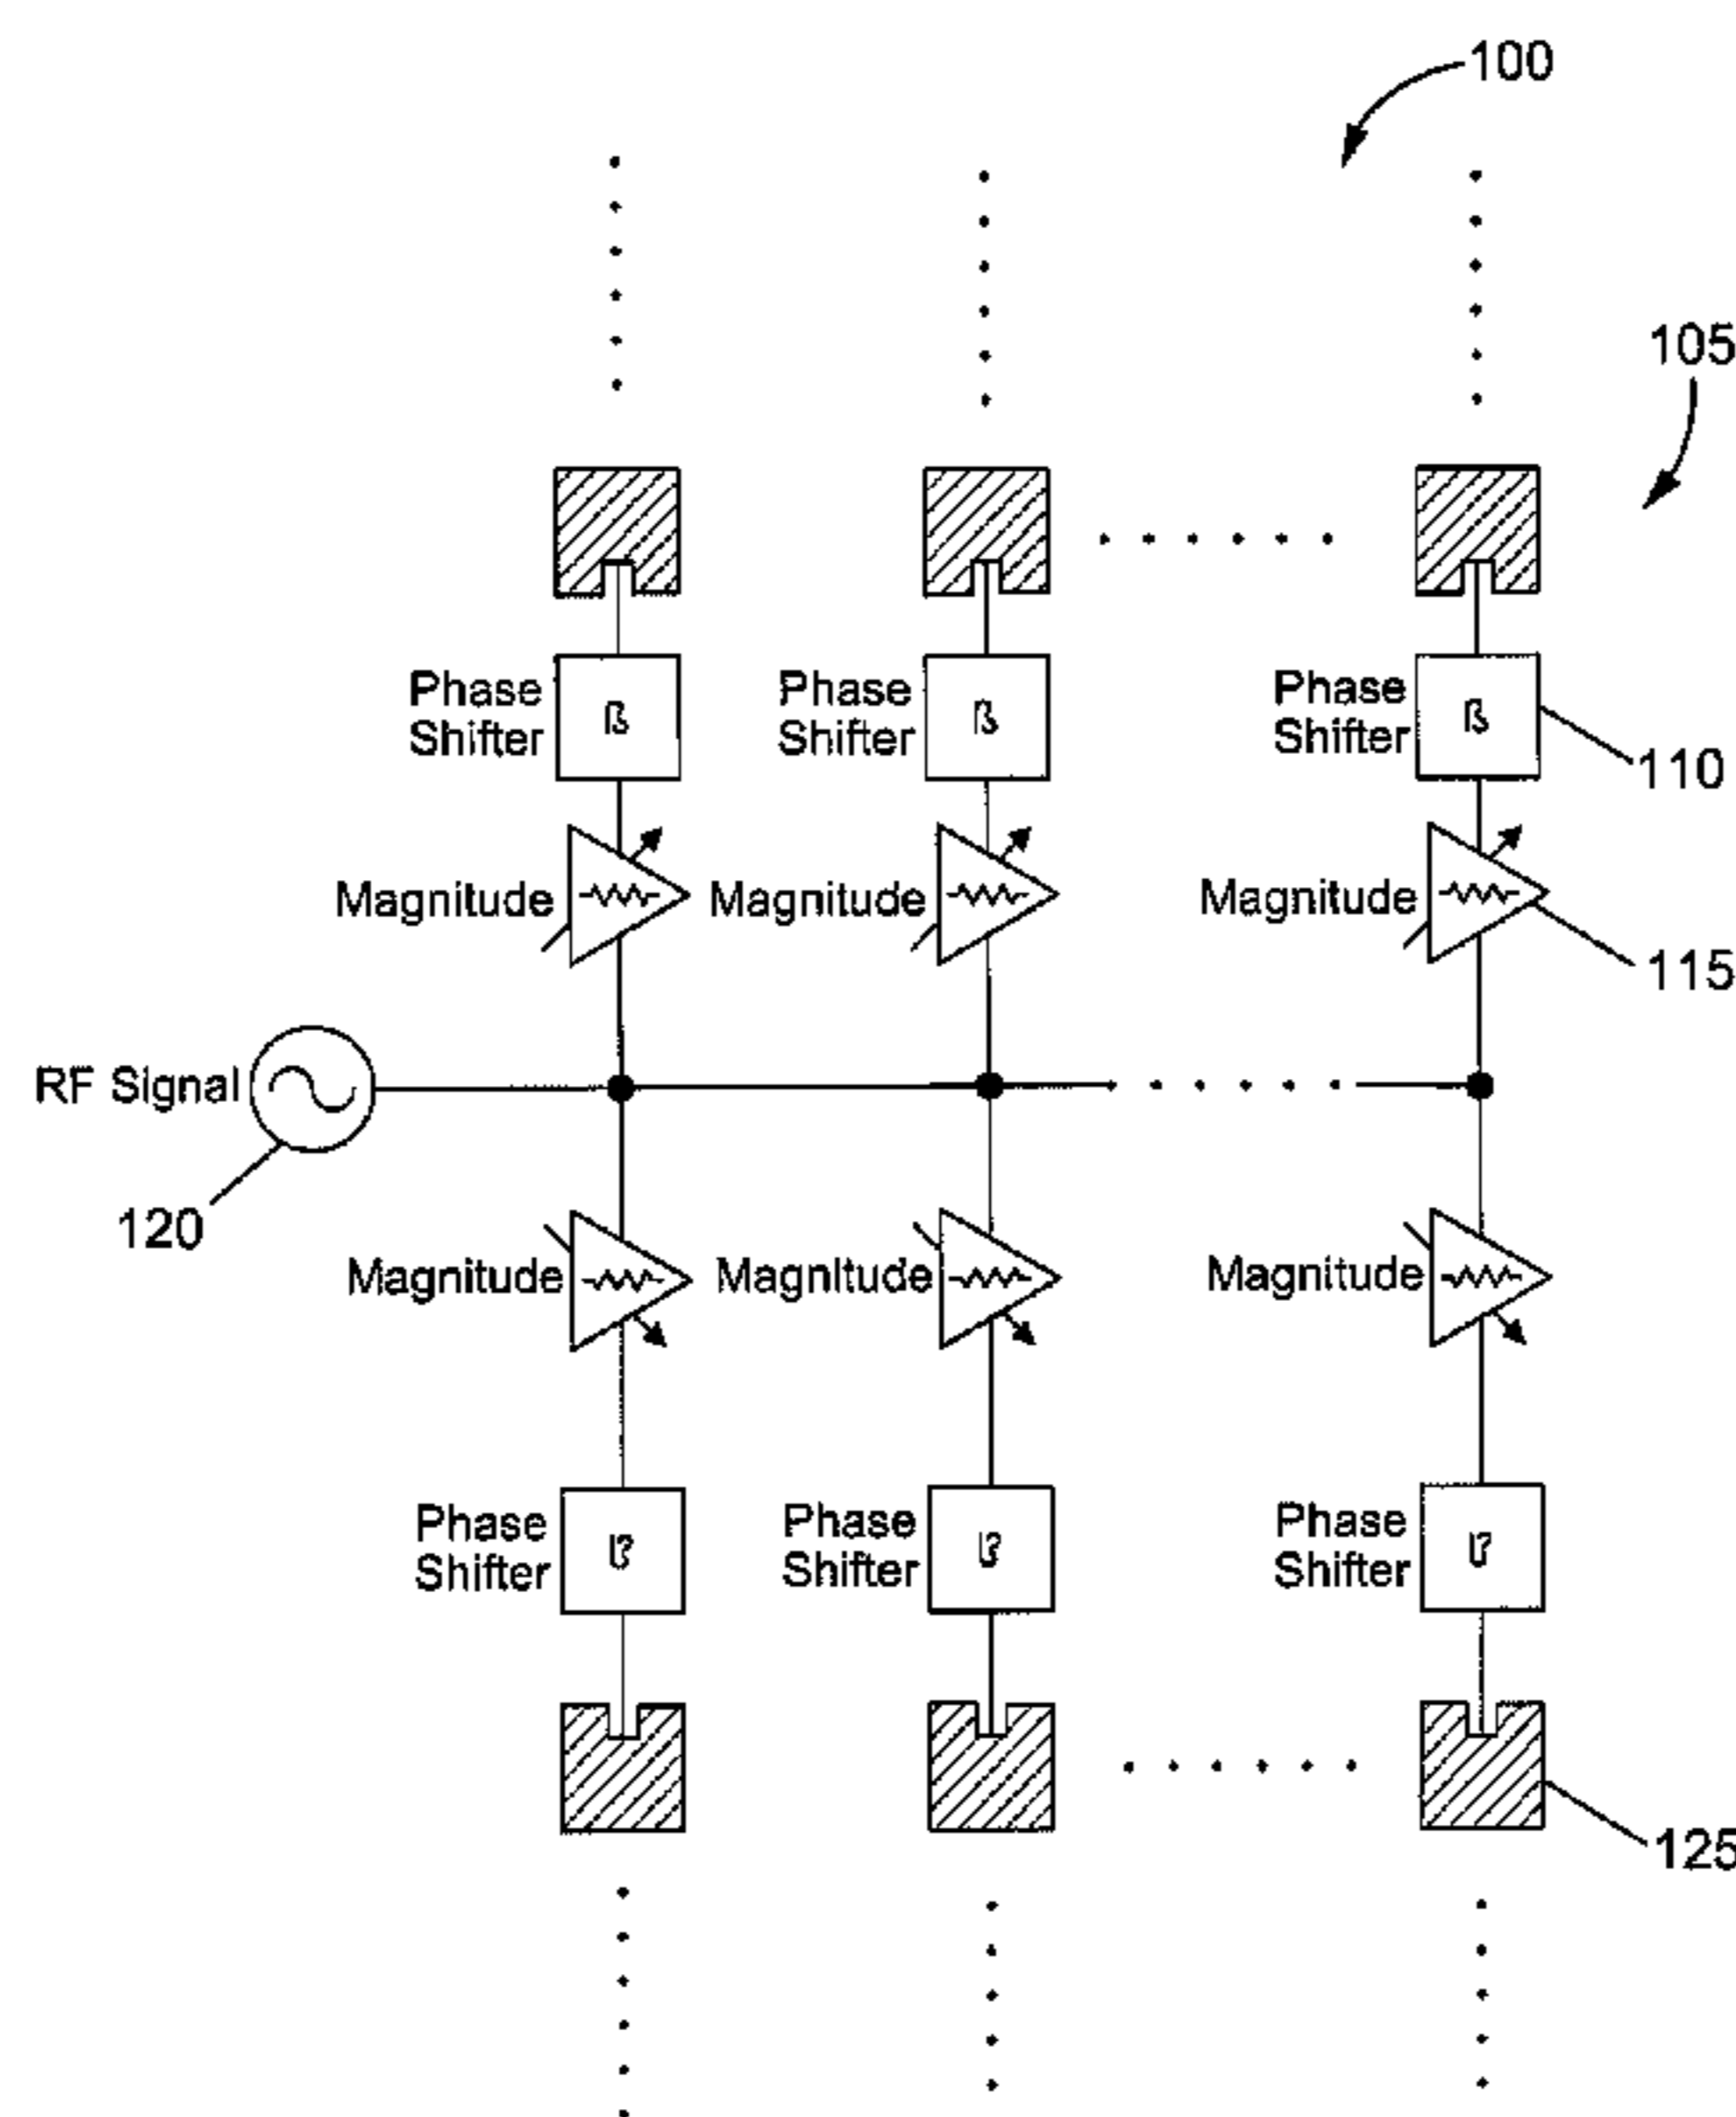 100
105
Phase
Shifter
ß
Phase
Shifter
ß
Phase
Shifter
ß
110
Magnitude
Magnitude
Magnitude
115
RF Signal
120
Magnitude
Magnitude
Magnitude
Phase
Shifter
Phase
Shifter
Phase
Shifter
125